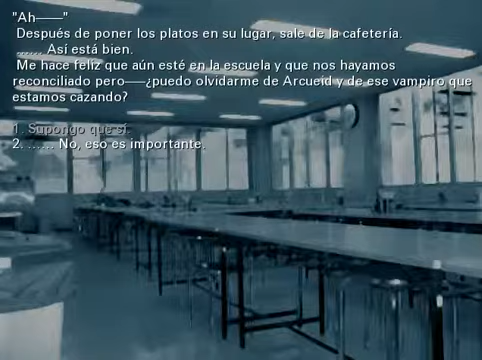 "Ah——"
Después de poner los platos en su lugar, sale de la cafetería.
...... Así está bien.
Me hace feliz que aún esté en la escuela y que nos hayamos
reconciliado pero——¿puedo olvidarme de Arcueid y de ese vampiro que
estamos cazando?
1. Supongo que sí.
2. ...... No, eso es importante.